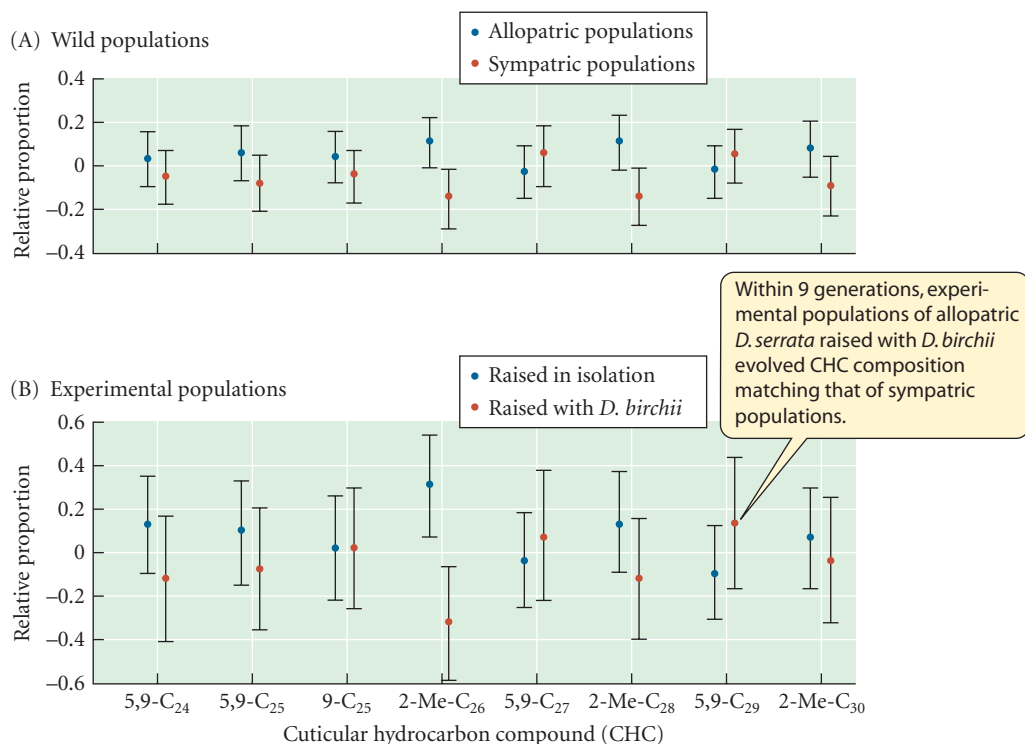 (A) Wild populations
Allopatric populations
Sympatric populations
Relative proportion
0.4
0.2
0
–0.2
–0.4
Within 9 generations, experi-
mental populations of allopatric
D. serrata raised with D. birchii
evolved CHC composition
matching that of sympatric
populations.
(B) Experimental populations
Raised in isolation
Raised with D. birchii
Relative proportion
0.6
0.4
0.2
0
–0.2
–0.4
–0.6
5,9-C₂₄ 5,9-C₂₅ 9-C₂₅ 2-Me-C₂₆ 5,9-C₂₇ 2-Me-C₂₈ 5,9-C₂₉ 2-Me-C₃₀
Cuticular hydrocarbon compound (CHC)